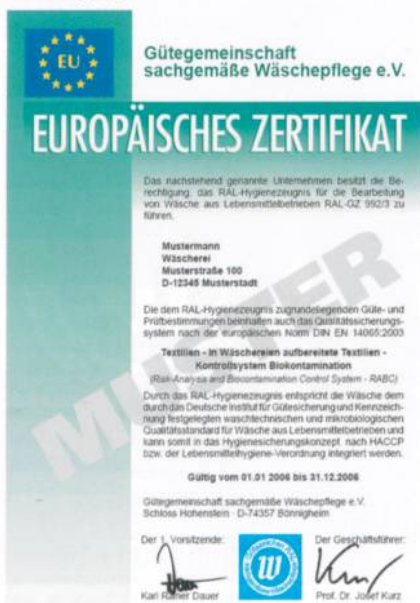 EU
Gütegemeinschaft
sachgemäße Wäschepflege e.V.
EUROPÄISCHES ZERTIFIKAT
Das nachstehend genannte Unternehmen besitzt die Be-
rechtigung, das RAL-Hygienezeugnis für die Bearbeitung
von Wäsche aus Lebensmittelbetrieben RAL-GZ 992/3 zu
führen.
Mustermann
Wäscherei
Musterstraße 100
D-12345 Musterstadt
MUSTER
Die dem RAL-Hygienezeugnis zugrundeliegenden Güte- und
Prüfbestimmungen beinhalten auch das Qualitätssicherungs-
system nach der europäischen Norm DIN EN 14065:2003
Textilien - In Wäschereien aufbereitete Textilien -
Kontrollsystem Biokontamination
(Risk-Analysis and Biocontamination Control System - RABC)
Durch das RAL-Hygienezeugnis entspricht die Wäsche dem
durch das Deutsche Institut für Gütesicherung und Kennzeich-
nung festgelegten waschtechnischen und mikrobiologischen
Qualitätsstandard für Wäsche aus Lebensmittelbetrieben und
kann somit in das Hygienesicherungskonzept nach HACCP
bzw. der Lebensmittelhygiene-Verordnung integriert werden.
Gültig vom 01.01 2006 bis 31.12.2006
Gütegemeinschaft sachgemäße Wäschepflege e.V.
Schloss Hohenstein D-74357 Bönnigheim
Der 1. Vorsitzende:
Der Geschäftsführer:
Karl Rainer Dauer
Prof. Dr. Josef Kurz